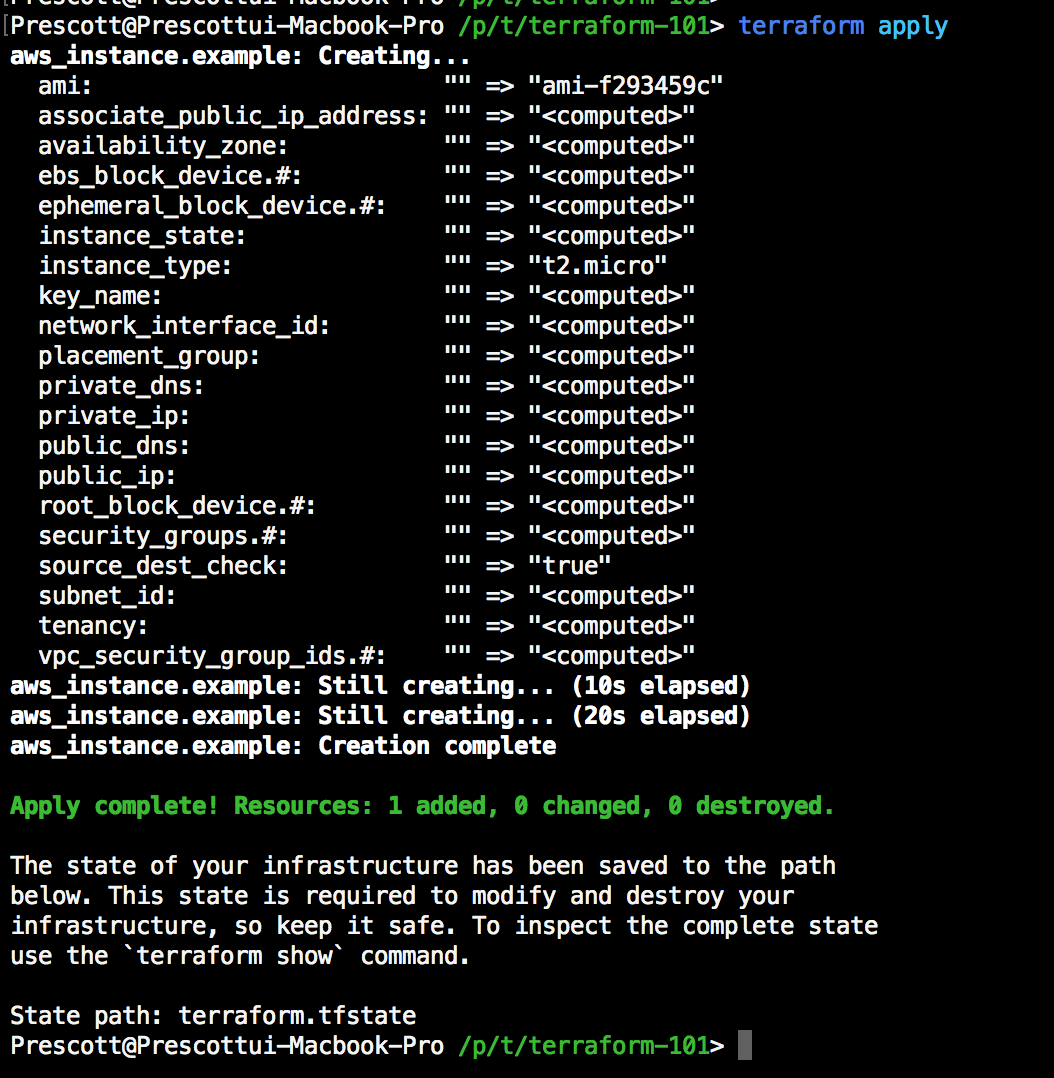 Prescott@Prescottui-Macbook-Pro /p/t/terraform-101>
[Prescott@Prescottui-Macbook-Pro /p/t/terraform-101> terraform apply
aws_instance.example: Creating...
  ami:                         "" => "ami-f293459c"
  associate_public_ip_address: "" => "<computed>"
  availability_zone:           "" => "<computed>"
  ebs_block_device.#:          "" => "<computed>"
  ephemeral_block_device.#:    "" => "<computed>"
  instance_state:              "" => "<computed>"
  instance_type:               "" => "t2.micro"
  key_name:                    "" => "<computed>"
  network_interface_id:        "" => "<computed>"
  placement_group:             "" => "<computed>"
  private_dns:                 "" => "<computed>"
  private_ip:                  "" => "<computed>"
  public_dns:                  "" => "<computed>"
  public_ip:                   "" => "<computed>"
  root_block_device.#:         "" => "<computed>"
  security_groups.#:           "" => "<computed>"
  source_dest_check:           "" => "true"
  subnet_id:                   "" => "<computed>"
  tenancy:                     "" => "<computed>"
  vpc_security_group_ids.#:    "" => "<computed>"
aws_instance.example: Still creating... (10s elapsed)
aws_instance.example: Still creating... (20s elapsed)
aws_instance.example: Creation complete
Apply complete! Resources: 1 added, 0 changed, 0 destroyed.
The state of your infrastructure has been saved to the path
below. This state is required to modify and destroy your
infrastructure, so keep it safe. To inspect the complete state
use the `terraform show` command.
State path: terraform.tfstate
Prescott@Prescottui-Macbook-Pro /p/t/terraform-101>